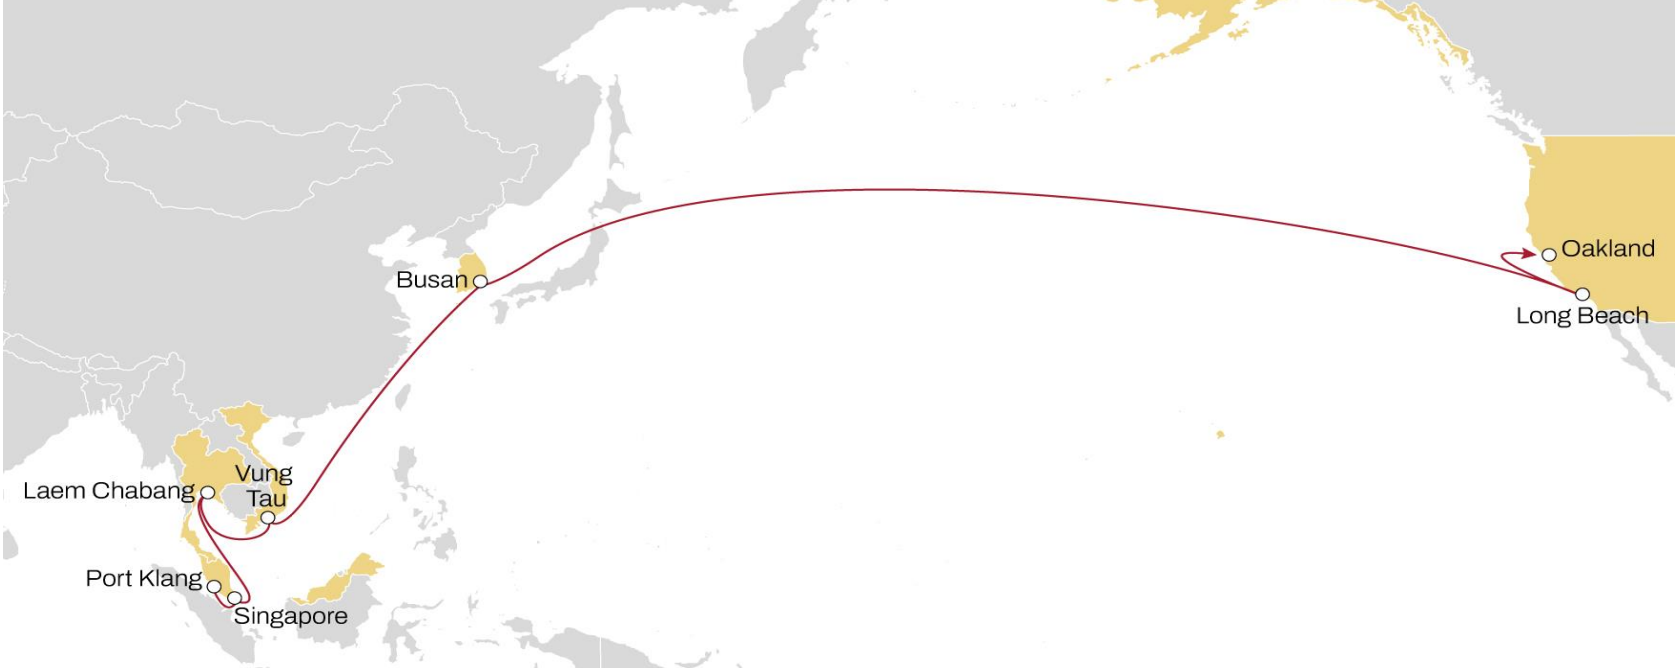 Oakland
Busan
Long Beach
Vung
Tau
Laem Chabang
Port Klang
Singapore